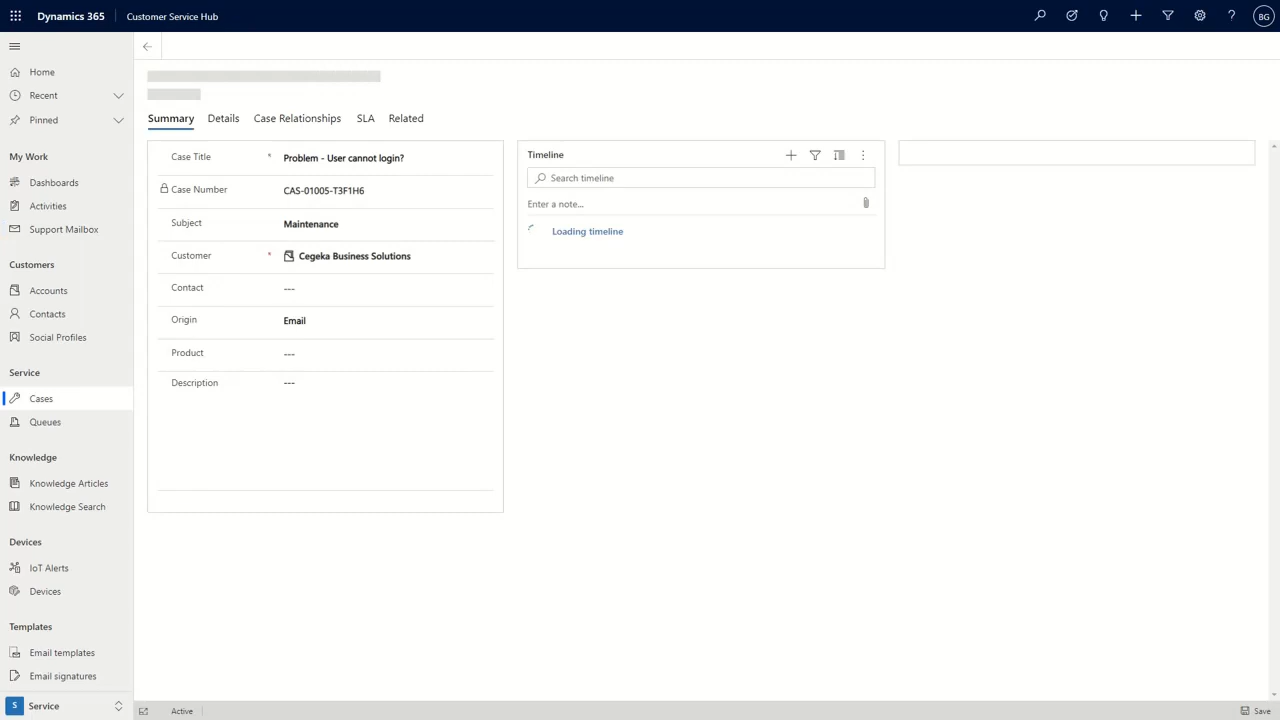 Dynamics 365
Customer Service Hub
BG
Home
Recent
Pinned
My Work
Dashboards
Activities
Support Mailbox
Customers
Accounts
Contacts
Social Profiles
Service
Cases
Queues
Knowledge
Knowledge Articles
Knowledge Search
Devices
IoT Alerts
Devices
Templates
Email templates
Email signatures
S Service
Summary Details Case Relationships SLA Related
Case Title * Problem - User cannot login?
Case Number CAS-01005-T3F1H6
Subject Maintenance
Customer * Cegeka Business Solutions
Contact ---
Origin Email
Product ---
Description ---
Timeline
Search timeline
Enter a note...
Loading timeline
Active
Save